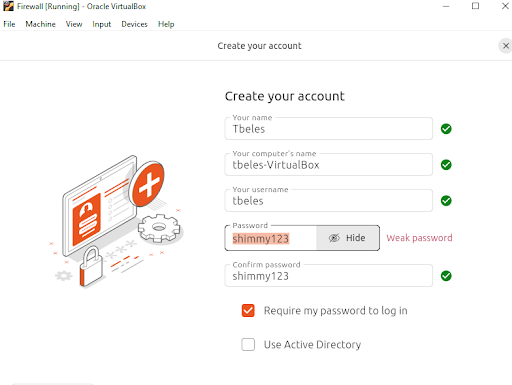 Firewall [Running] - Oracle VirtualBox
File Machine View Input Devices Help
Create your account
Create your account
Your name
Tbeles
Your computer's name
tbeles-VirtualBox
Your username
tbeles
Password
shimmy123 Hide Weak password
Confirm password
shimmy123
Require my password to log in
Use Active Directory